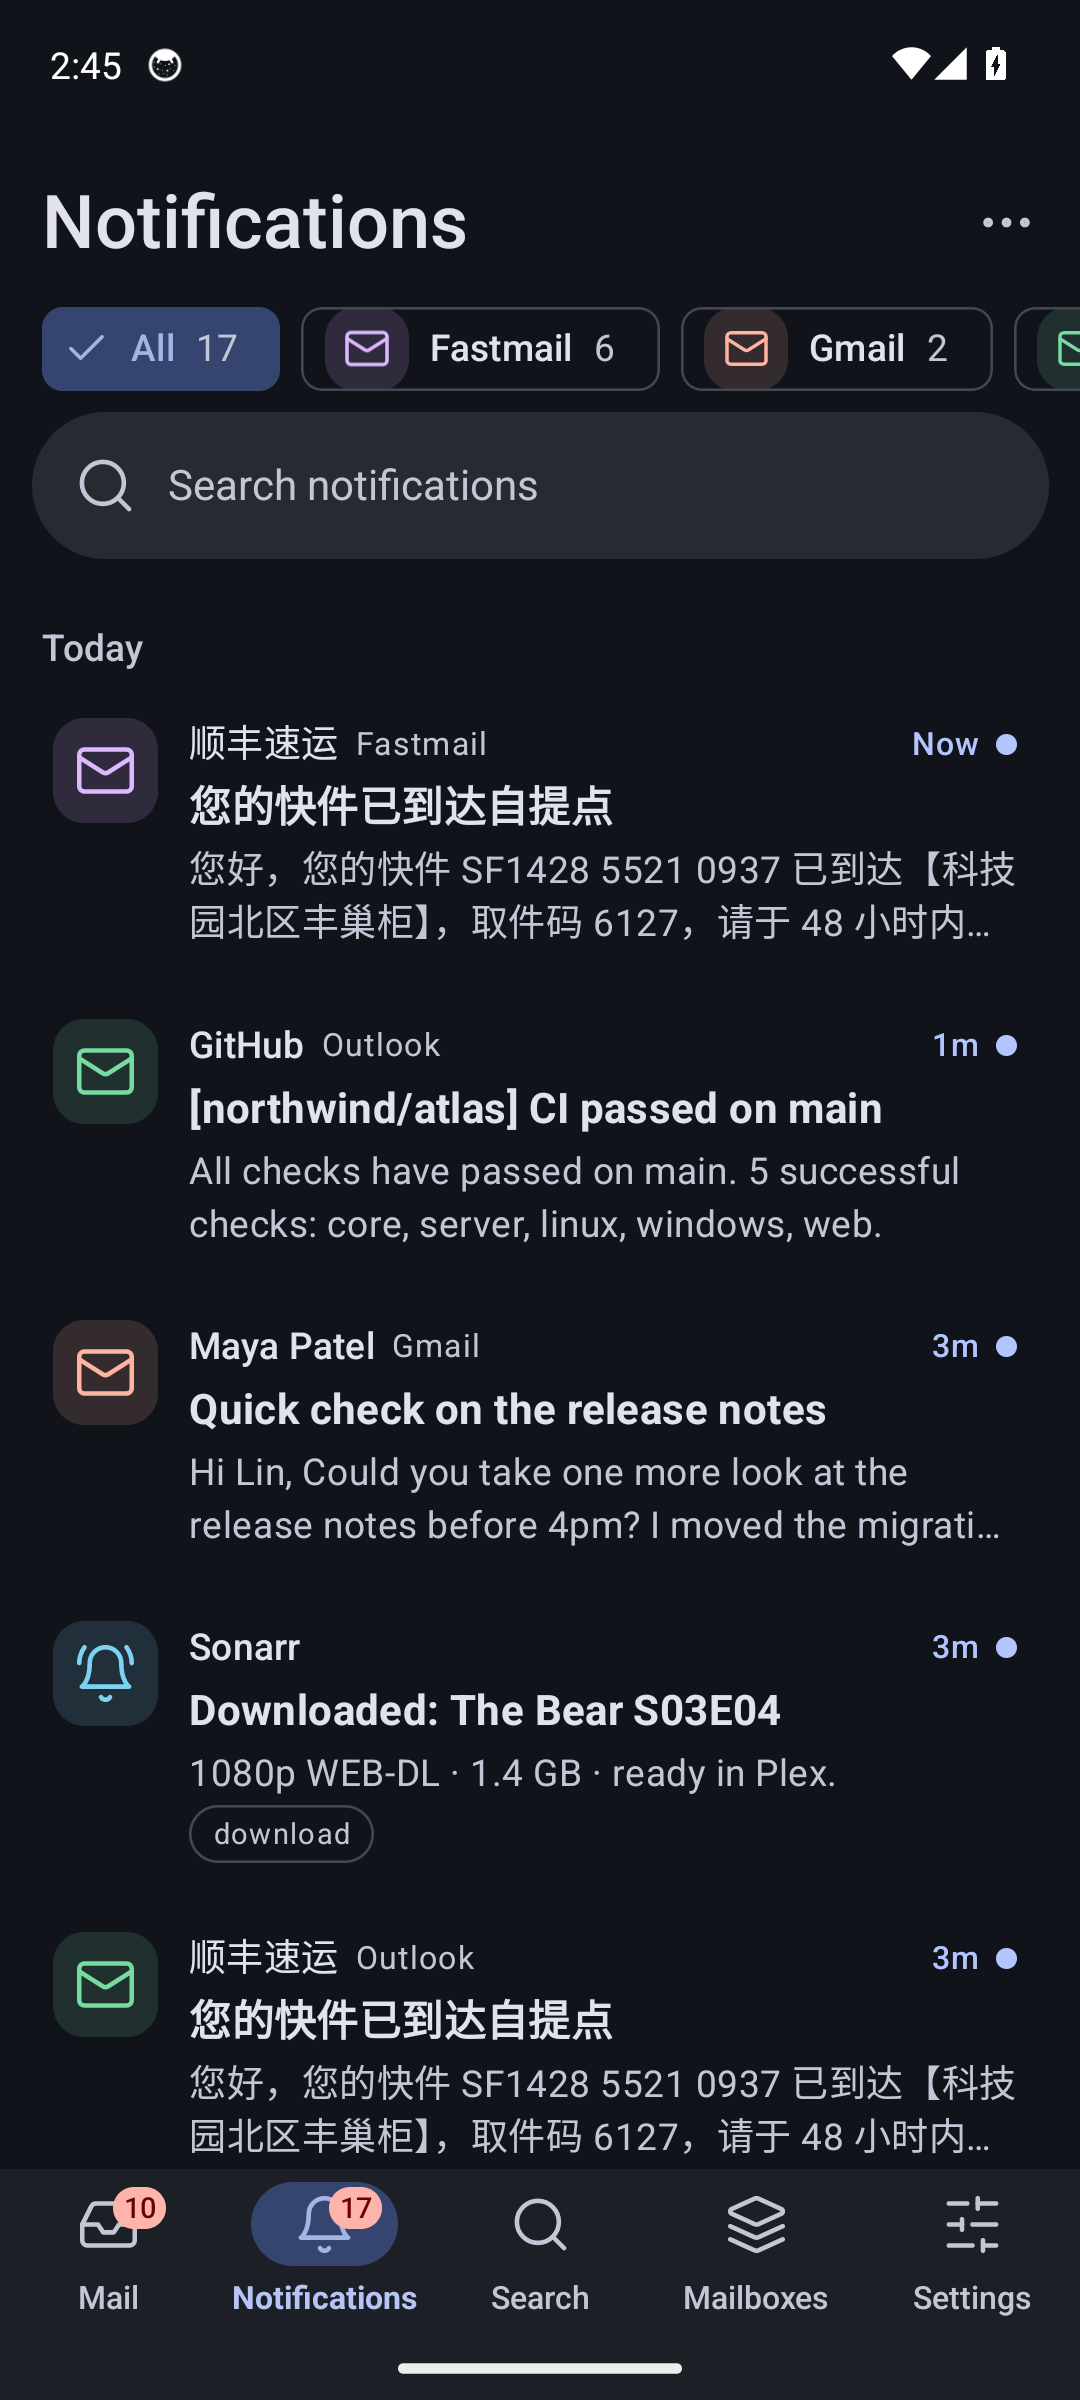 2:45
Notifications
All 17
Fastmail 6
Gmail 2
Search notifications
Today
顺丰速运 Fastmail Now
您的快件已到达自提点
您好，您的快件 SF1428 5521 0937 已到达【科技
园北区丰巢柜】，取件码 6127，请于 48 小时内…
GitHub Outlook 1m
[northwind/atlas] CI passed on main
All checks have passed on main. 5 successful
checks: core, server, linux, windows, web.
Maya Patel Gmail 3m
Quick check on the release notes
Hi Lin, Could you take one more look at the
release notes before 4pm? I moved the migrati…
Sonarr 3m
Downloaded: The Bear S03E04
1080p WEB-DL · 1.4 GB · ready in Plex.
download
顺丰速运 Outlook 3m
您的快件已到达自提点
您好，您的快件 SF1428 5521 0937 已到达【科技
园北区丰巢柜】，取件码 6127，请于 48 小时内…
10
17
Mail
Notifications
Search
Mailboxes
Settings